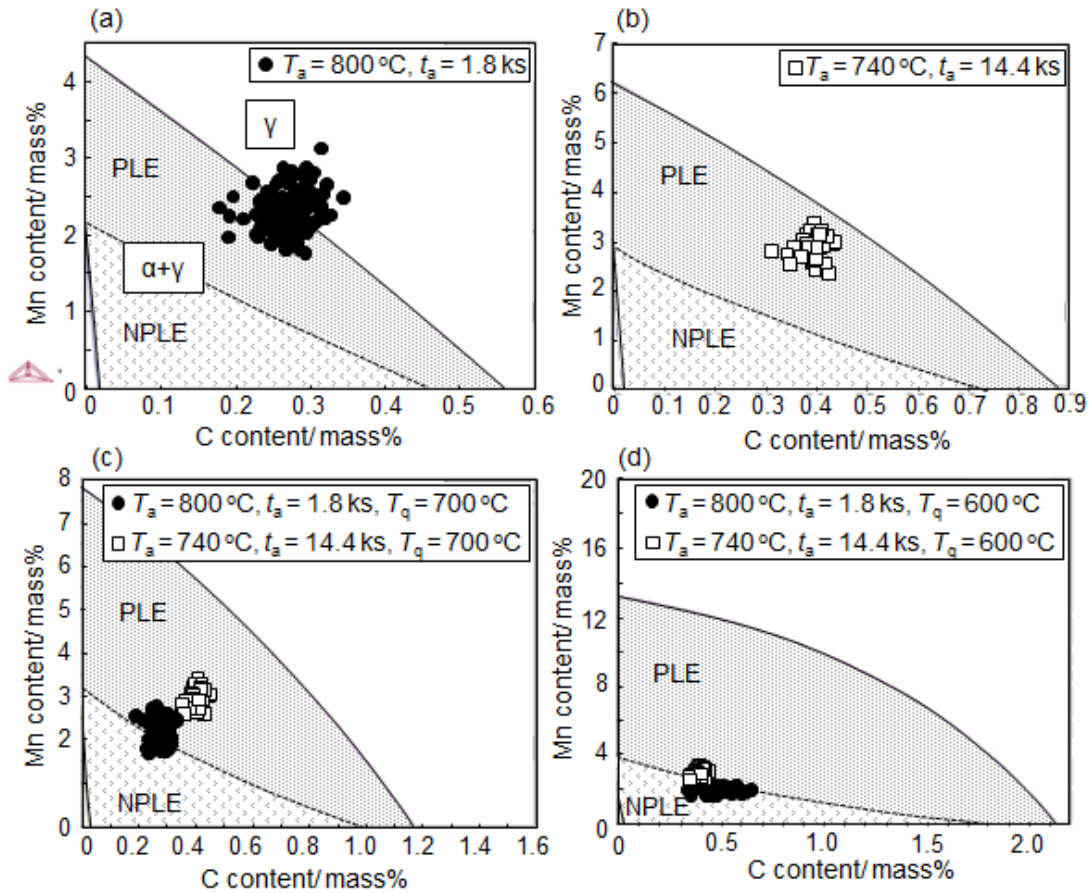 (a)
● Tₐ = 800 °C, tₐ = 1.8 ks
γ
PLE
α+γ
NPLE
Mn content/ mass%
4
3
2
1
0
0 0.1 0.2 0.3 0.4 0.5 0.6
C content/ mass%
(b)
□ Tₐ = 740 °C, tₐ = 14.4 ks
PLE
NPLE
Mn content/ mass%
7
6
5
4
3
2
1
0
0 0.1 0.2 0.3 0.4 0.5 0.6 0.7 0.8 0.9
C content/ mass%
(c)
● Tₐ = 800 °C, tₐ = 1.8 ks, T_q = 700 °C
□ Tₐ = 740 °C, tₐ = 14.4 ks, T_q = 700 °C
PLE
NPLE
Mn content/ mass%
8
7
6
5
4
3
2
1
0
0 0.2 0.4 0.6 0.8 1.0 1.2 1.4 1.6
C content/ mass%
(d)
● Tₐ = 800 °C, tₐ = 1.8 ks, T_q = 600 °C
□ Tₐ = 740 °C, tₐ = 14.4 ks, T_q = 600 °C
PLE
NPLE
Mn content/ mass%
20
16
12
8
4
0
0 0.5 1.0 1.5 2.0
C content/ mass%